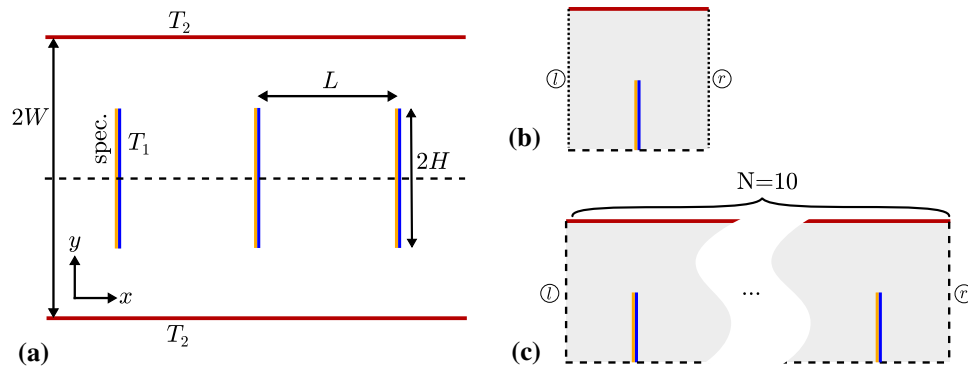 T₂
2W
L
spec.
T₁
2H
y
x
T₂
(a)
l
r
(b)
N=10
l
...
r
(c)